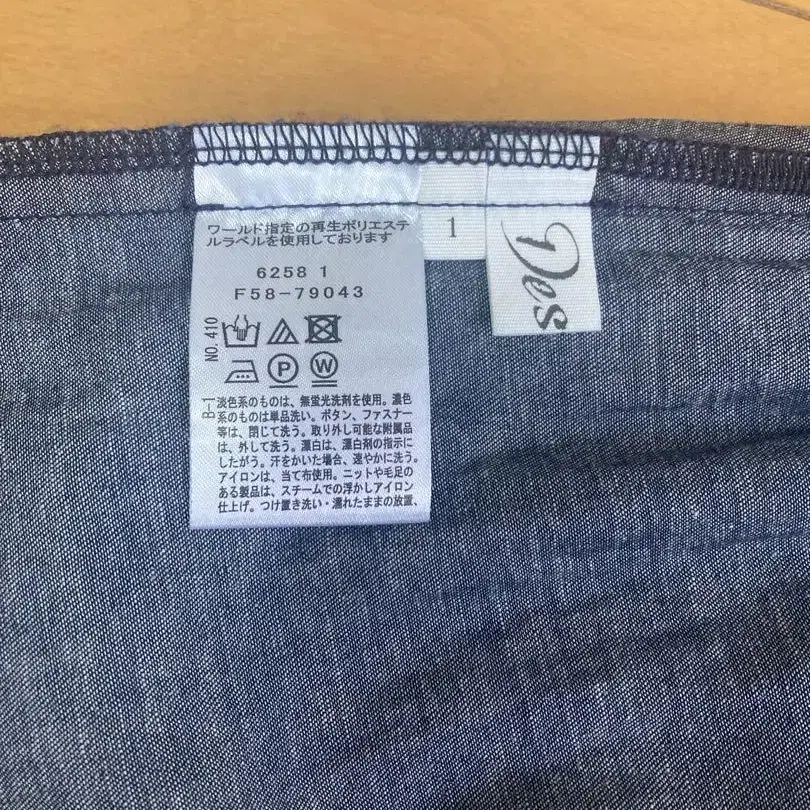 ワールド指定の再生ポリエステ
ルラベルを使用しております
6258 1
F58-79043
NO. 410
P
W
B-1
淡色系のものは、無蛍光洗剤を使用。濃色
系のものは単品洗い。ボタン、ファスナー
等は、閉じて洗う。取り外し可能な附属品
は、外して洗う。漂白は、漂白剤の指示に
したがう。汗をかいた場合、速やかに洗う。
アイロンは、当て布使用。ニットや毛足の
ある製品は、スチームでの浮かしアイロン
仕上げ。つけ置き洗い・濡れたままの放置、
1
Des